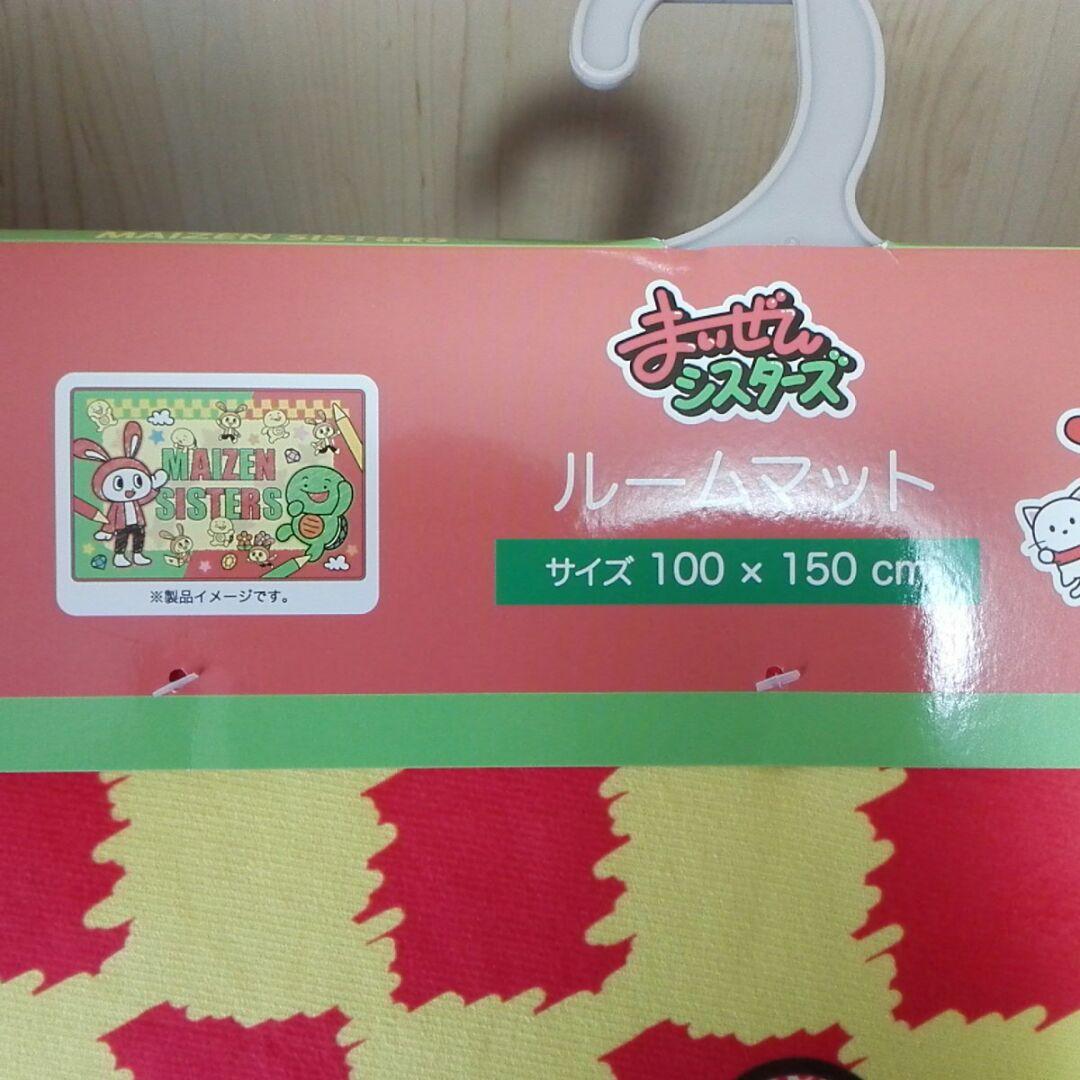 MAIZEN SISTERS
まいぜん
シスターズ
ルームマット
サイズ 100 x 150 cm
MAIZEN
SISTERS
※製品イメージです。